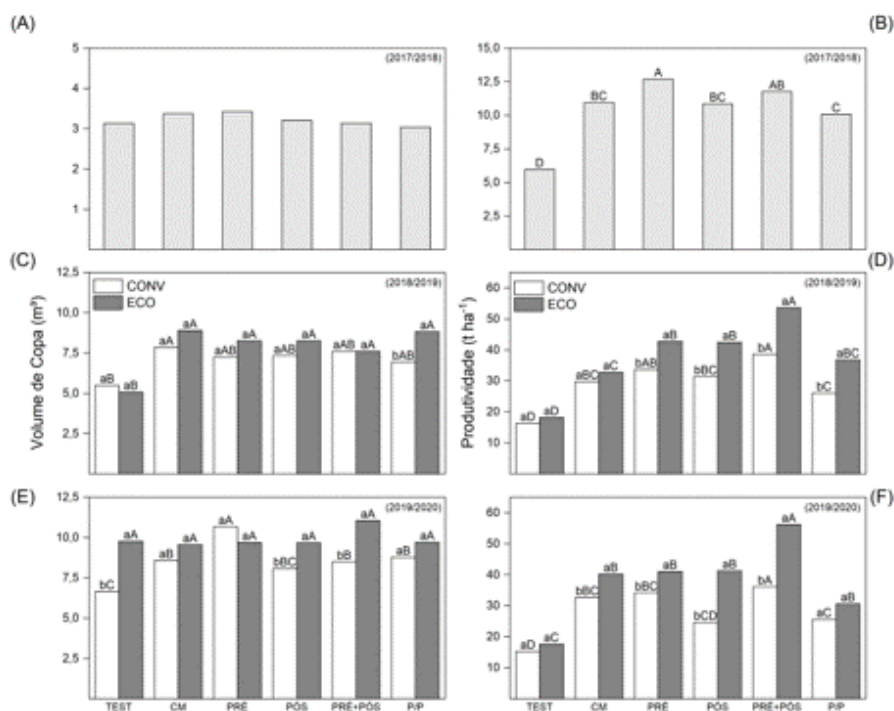 (A)
(B)
5
4
3
2
1
(2017/2018)
15,0
12,5
10,0
7,5
5,0
2,5
(2017/2018)
D
BC
A
BC
AB
C
(C)
(D)
Volume de Copa (m³)
12,5
10,0
7,5
5,0
2,5
CONV
ECO
(2018/2019)
aB aB aA aA aAB aA aAB aA aAB aA bAB aA
Produtividade (t ha⁻¹)
60
50
40
30
20
10
CONV
ECO
(2018/2019)
aD aD aBC aC bAB aB bBC aB bA aA bC aBC
(E)
(F)
12,5
10,0
7,5
5,0
2,5
(2019/2020)
bC aA aB aA aA aA bBC aA bB aA aB aA
60
50
40
30
20
10
(2019/2020)
aD aC bBC aB bBC aB bCD aB bA aA aC aB
TEST CM PRÉ PÓS PRÉ+PÓS P/P
TEST CM PRÉ PÓS PRÉ+PÓS P/P